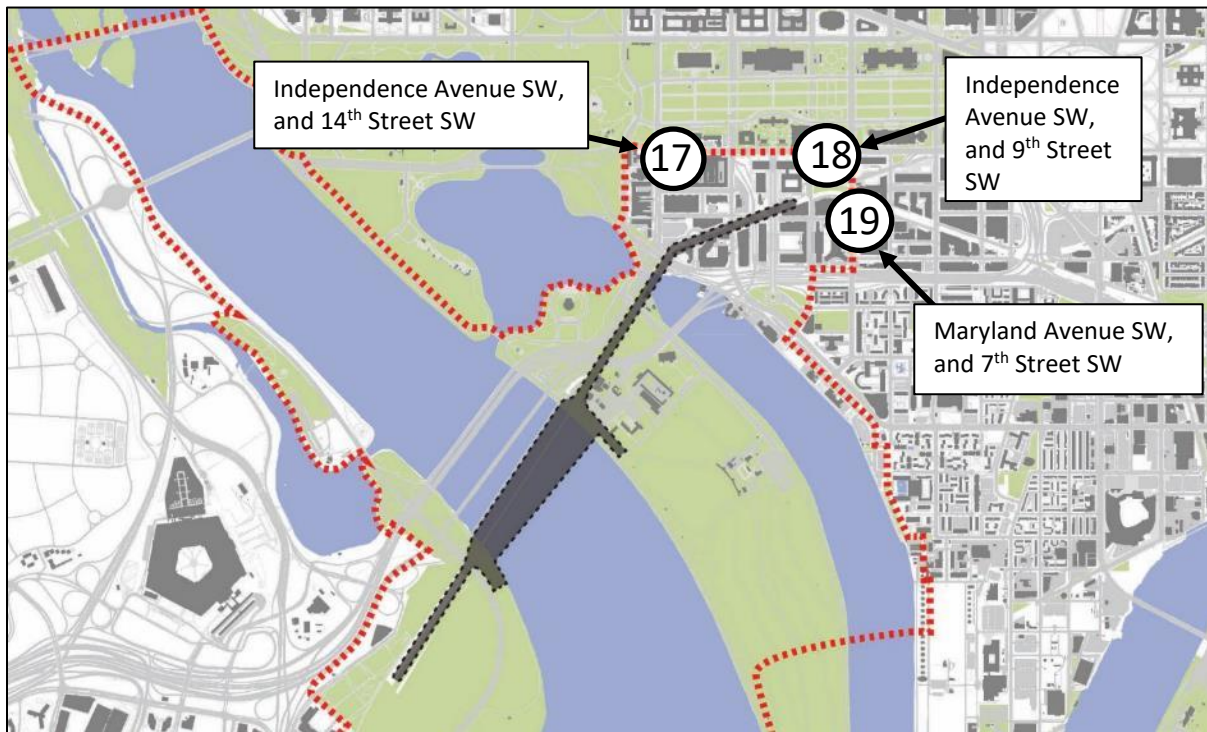 Independence Avenue SW,
and 14th Street SW
17
18
Independence
Avenue SW,
and 9th Street
SW
19
Maryland Avenue SW,
and 7th Street SW